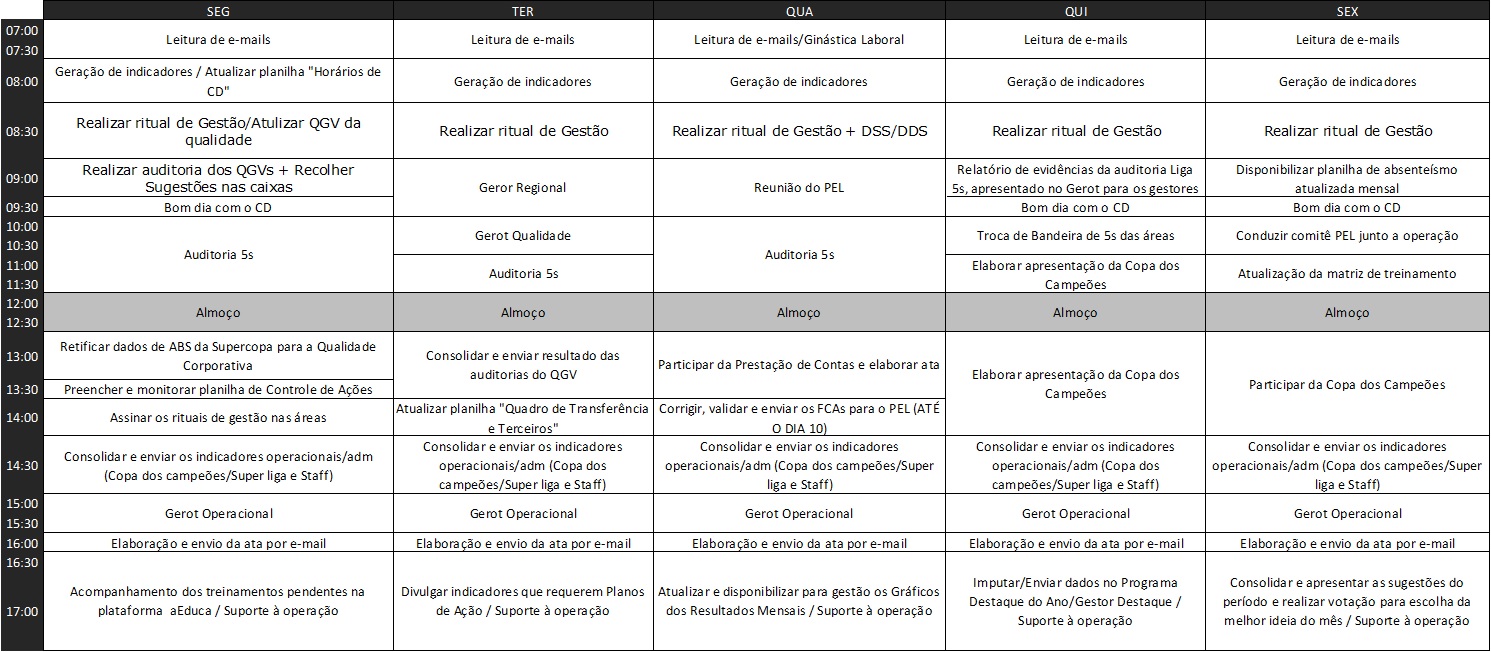 SEG TER QUA QUI SEX
07:00
07:30
Leitura de e-mails Leitura de e-mails Leitura de e-mails/Ginástica Laboral Leitura de e-mails Leitura de e-mails
08:00
Geração de indicadores / Atualizar planilha "Horários de
CD"
Geração de indicadores Geração de indicadores Geração de indicadores Geração de indicadores
08:30
Realizar ritual de Gestão/Atulizar QGV da
qualidade
Realizar ritual de Gestão Realizar ritual de Gestão + DSS/DDS Realizar ritual de Gestão Realizar ritual de Gestão
09:00
Realizar auditoria dos QGVs + Recolher
Sugestões nas caixas
Geror Regional
Reunião do PEL
Relatório de evidências da auditoria Liga
5s, apresentado no Gerot para os gestores
Disponibilizar planilha de absenteísmo
atualizada mensal
09:30
Bom dia com o CD Bom dia com o CD Bom dia com o CD
10:00
10:30
11:00
11:30
Auditoria 5s
Gerot Qualidade
Auditoria 5s
Auditoria 5s
Troca de Bandeira de 5s das áreas
Elaborar apresentação da Copa dos
Campeões
Conduzir comitê PEL junto a operação
Atualização da matriz de treinamento
12:00
12:30
Almoço Almoço Almoço Almoço Almoço
13:00
Retificar dados de ABS da Supercopa para a Qualidade
Corporativa
13:30
Preencher e monitorar planilha de Controle de Ações
14:00
Assinar os rituais de gestão nas áreas
Consolidar e enviar resultado das
auditorias do QGV
Atualizar planilha "Quadro de Transferência
e Terceiros"
Participar da Prestação de Contas e elaborar ata
Corrigir, validar e enviar os FCAs para o PEL (ATÉ
O DIA 10)
Elaborar apresentação da Copa dos
Campeões
Participar da Copa dos Campeões
14:30
Consolidar e enviar os indicadores operacionais/adm
(Copa dos campeões/Super liga e Staff)
Consolidar e enviar os indicadores
operacionais/adm (Copa dos
campeões/Super liga e Staff)
Consolidar e enviar os indicadores
operacionais/adm (Copa dos campeões/Super
liga e Staff)
Consolidar e enviar os indicadores
operacionais/adm (Copa dos
campeões/Super liga e Staff)
Consolidar e enviar os indicadores
operacionais/adm (Copa dos campeões/Super
liga e Staff)
15:00
15:30
Gerot Operacional Gerot Operacional Gerot Operacional Gerot Operacional Gerot Operacional
16:00
Elaboração e envio da ata por e-mail Elaboração e envio da ata por e-mail Elaboração e envio da ata por e-mail Elaboração e envio da ata por e-mail Elaboração e envio da ata por e-mail
16:30
17:00
Acompanhamento dos treinamentos pendentes na
plataforma aEduca / Suporte à operação
Divulgar indicadores que requerem Planos
de Ação / Suporte à operação
Atualizar e disponibilizar para gestão os Gráficos
dos Resultados Mensais / Suporte à operação
Imputar/Enviar dados no Programa
Destaque do Ano/Gestor Destaque /
Suporte à operação
Consolidar e apresentar as sugestões do
período e realizar votação para escolha da
melhor ideia do mês / Suporte à operação